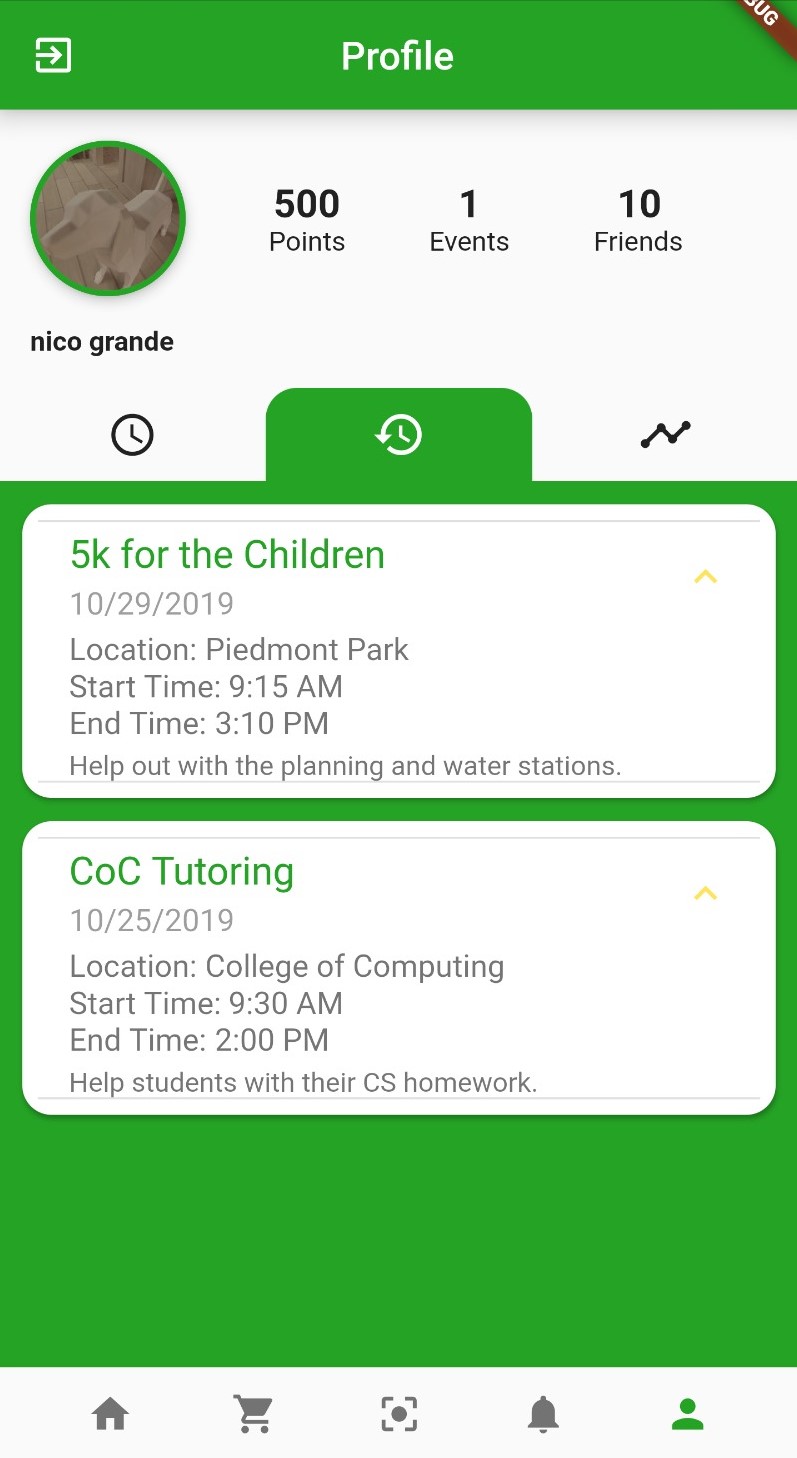 Profile
500
1
10
Points
Events
Friends
nico grande
5k for the Children
10/29/2019
Location: Piedmont Park
Start Time: 9:15 AM
End Time: 3:10 PM
Help out with the planning and water stations.
CoC Tutoring
10/25/2019
Location: College of Computing
Start Time: 9:30 AM
End Time: 2:00 PM
Help students with their CS homework.